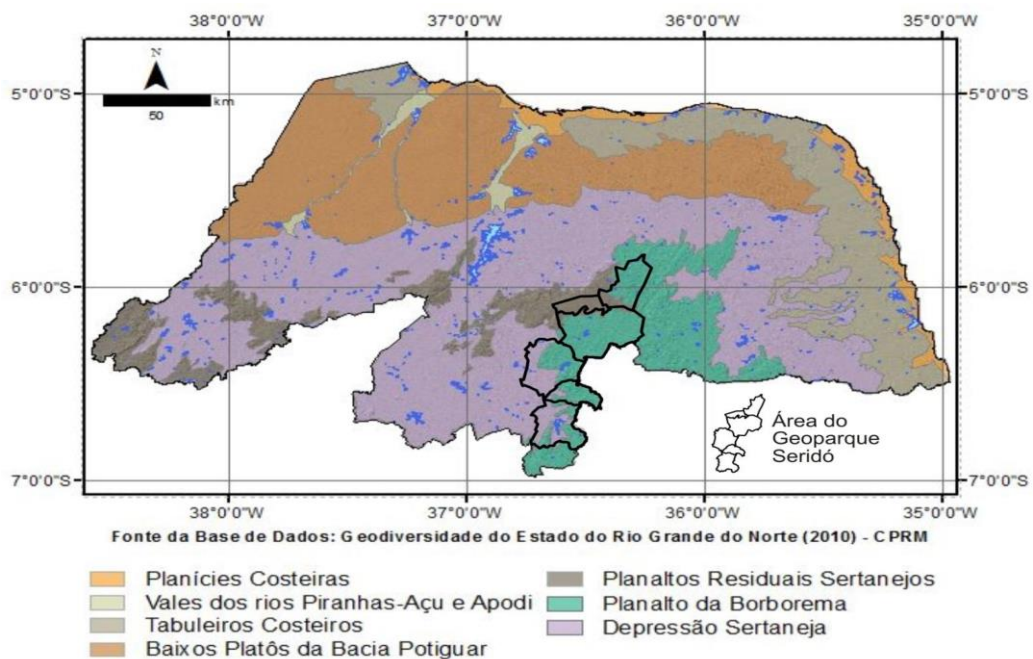 38°0'0"W 37°0'0"W 36°0'0"W 35°0'0"W
N
5°0'0"S 5°0'0"S
km
50
6°0'0"S 6°0'0"S
Área do
Geoparque
Seridó
7°0'0"S 7°0'0"S
38°0'0"W 37°0'0"W 36°0'0"W 35°0'0"W
Fonte da Base de Dados: Geodiversidade do Estado do Rio Grande do Norte (2010) - CPRM
Planícies Costeiras
Vales dos rios Piranhas-Açu e Apodi
Tabuleiros Costeiros
Baixos Platôs da Bacia Potiguar
Planaltos Residuais Sertanejos
Planalto da Borborema
Depressão Sertaneja